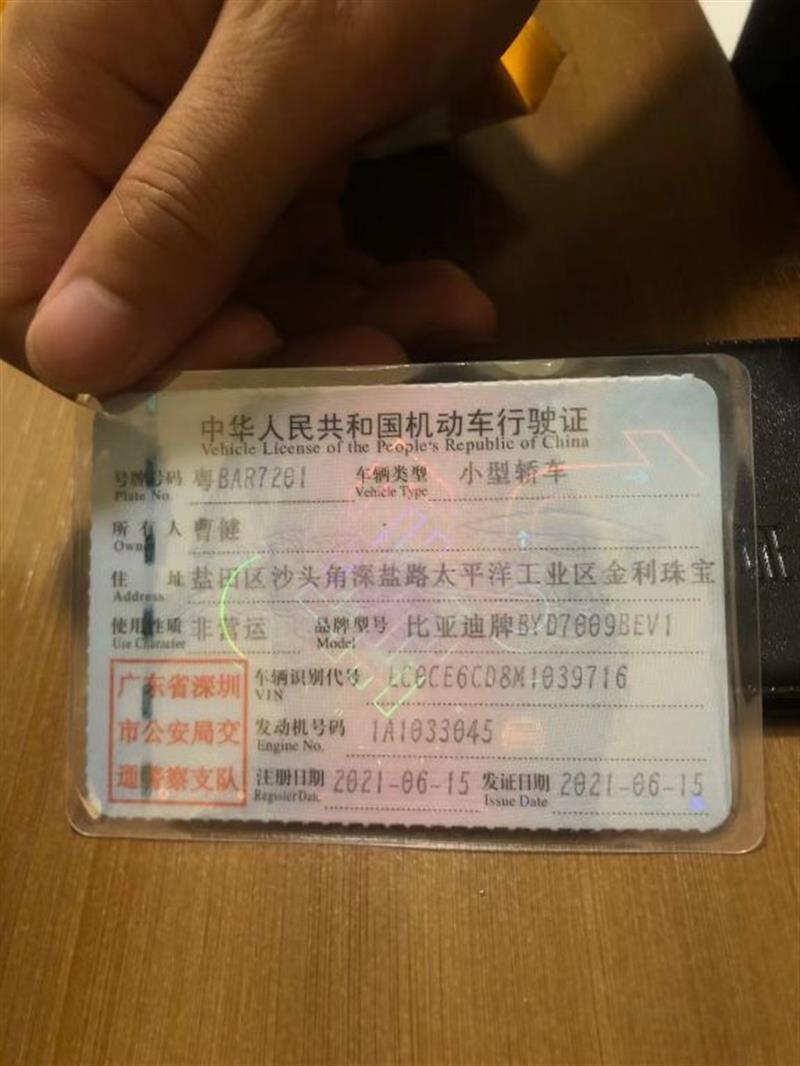 中华人民共和国机动车行驶证
Vehicle License of the People's Republic of China
号牌号码 粤BAR7201 车辆类型 小型轿车
Plate No. Vehicle Type
所有人 曹健
Owner
住址 盐田区沙头角深盐路太平洋工业区金利珠宝
Address
使用性质 非营运 品牌型号 比亚迪牌BYD7009BEV1
Use Character Model
广东省深圳
市公安局交
通警察支队
车辆识别代号 LC0CE6CD8M1039716
VIN
发动机号码 1A1033045
Engine No.
注册日期 2021-06-15 发证日期 2021-06-15
Register Date Issue Date